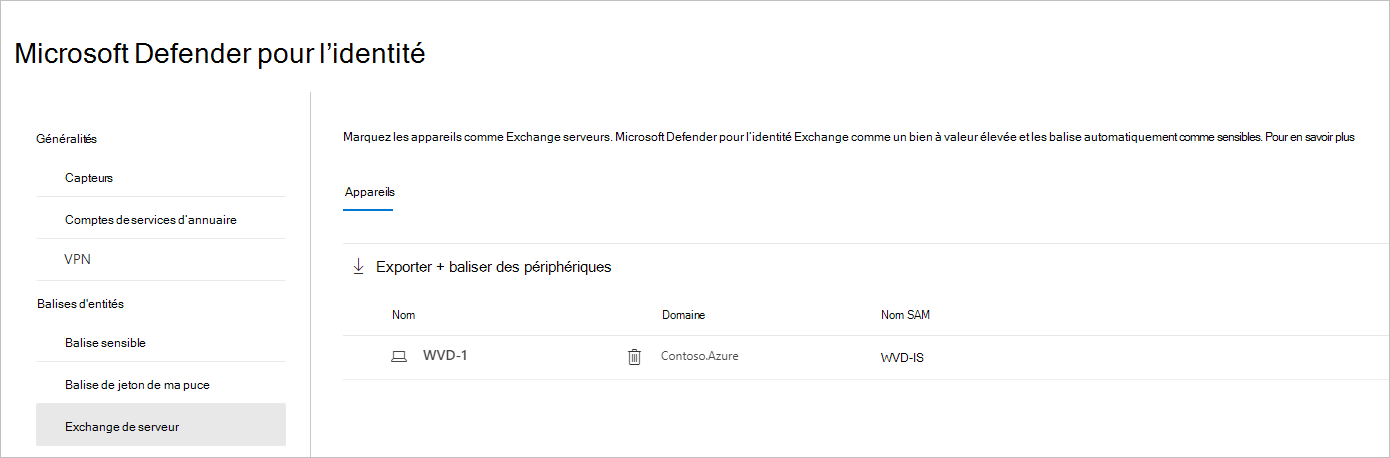 Microsoft Defender pour l’identité
Généralités
Capteurs
Comptes de services d’annuaire
VPN
Balises d'entités
Balise sensible
Balise de jeton de ma puce
Exchange de serveur
Marquez les appareils comme Exchange serveurs. Microsoft Defender pour l’identité Exchange comme un bien à valeur élevée et les balise automatiquement comme sensibles. Pour en savoir plus
Appareils
Exporter + baliser des périphériques
Nom Domaine Nom SAM
WVD-1 Contoso.Azure WVD-IS